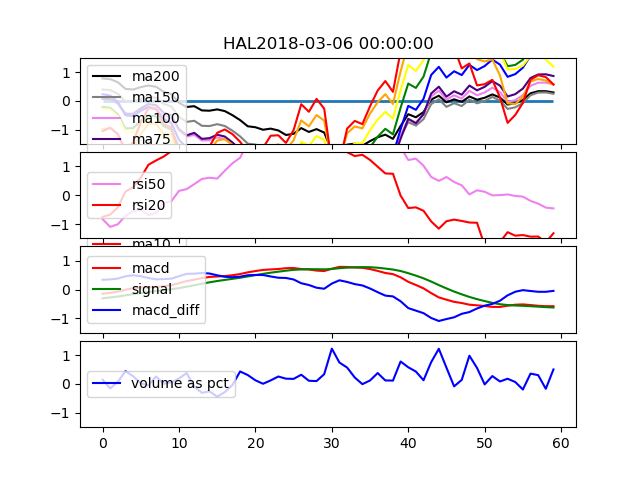 HAL2018-03-06 00:00:00
1
0
−1
ma200
ma150
ma100
ma75
1
0
−1
rsi50
rsi20
ma10
1
0
−1
macd
signal
macd_diff
1
0
−1
volume as pct
0 10 20 30 40 50 60